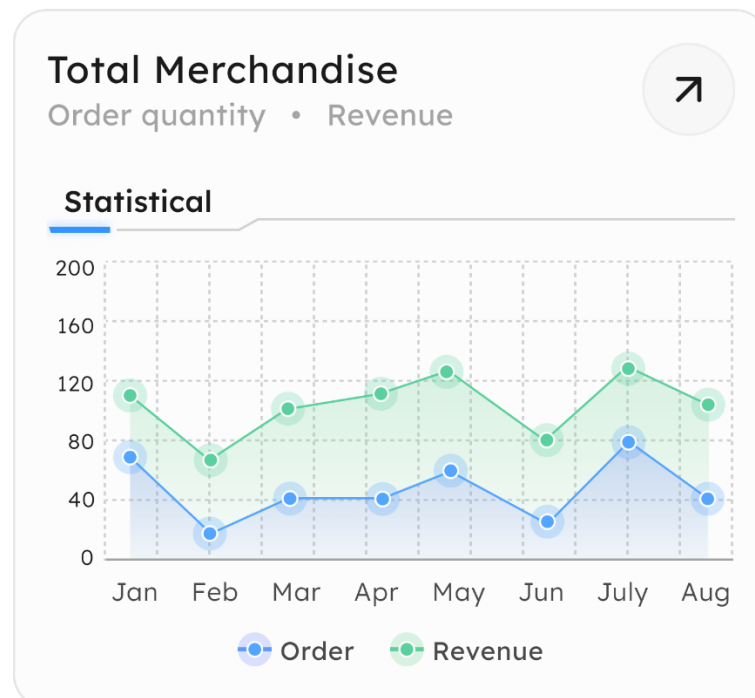 Total Merchandise
Order quantity • Revenue
Statistical
200
160
120
80
40
0
Jan Feb Mar Apr May Jun July Aug
Order Revenue